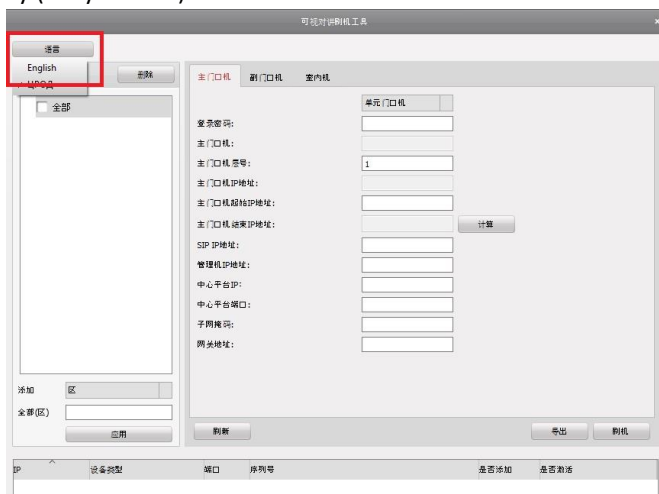 可视对讲刷机工具
语言
English
删除
全部
添加
区
全部(区)
应用
主门口机 副门口机 室内机
单元门口机
登录密码:
主门口机:
主门口机层号:
1
主门口机IP地址:
主门口机起始IP地址:
主门口机结束IP地址:
计算
SIP IP地址:
管理机IP地址:
中心平台IP:
中心平台端口:
子网掩码:
网关地址:
刷新
导出
刷机
IP 设备类型 端口 序列号 是否添加 是否激活